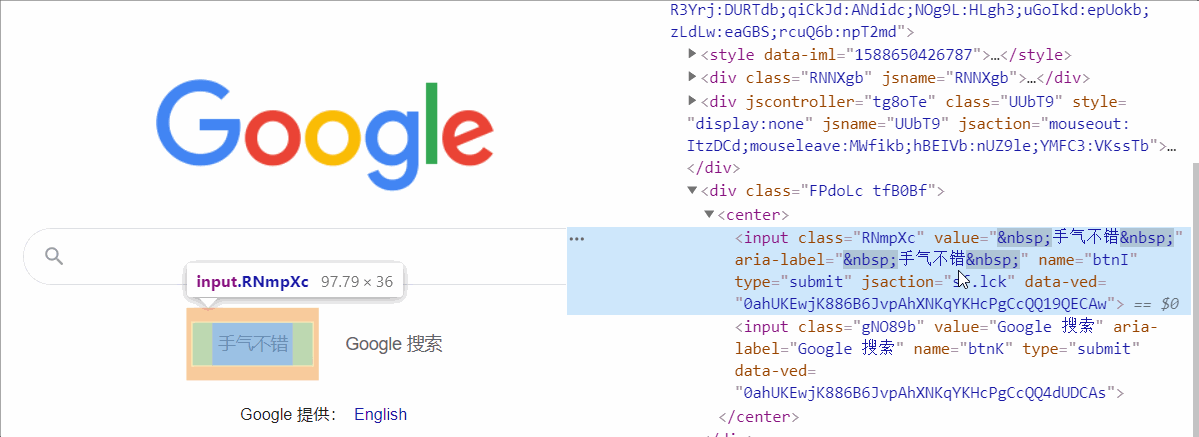 Google
input.RNmpXc 97.79 × 36
手气不错
Google 搜索
Google 提供： English
R3Yrj:DURTdb;qiCkJd:ANdidc;NOg9L:HLgh3;uGoIkd:epUokb;
zLdLw:eaGBS;rcuQ6b:npT2md">
▶<style data-iml="1588650426787">…</style>
▶<div class="RNNXgb" jsname="RNNXgb">…</div>
▶<div jscontroller="tg8oTe" class="UUbT9" style=
"display:none" jsname="UUbT9" jsaction="mouseout:
ItzDCd;mouseleave:MWfikb;hBEIVb:nUZ9le;YMFC3:VKssTb">…
</div>
▼<div class="FPdoLc tfB0Bf">
▼<center>
<input class="RNmpXc" value="&nbsp;手气不错&nbsp;"
aria-label="&nbsp;手气不错&nbsp;" name="btnI"
type="submit" jsaction="sf.lck" data-ved=
"0ahUKEwjK886B6JvpAhXNKqYKHcPgCcQQ19QECAw"> == $0
<input class="gNO89b" value="Google 搜索" aria-
label="Google 搜索" name="btnK" type="submit"
data-ved=
"0ahUKEwjK886B6JvpAhXNKqYKHcPgCcQQ4dUDCAs">
</center>
</div>